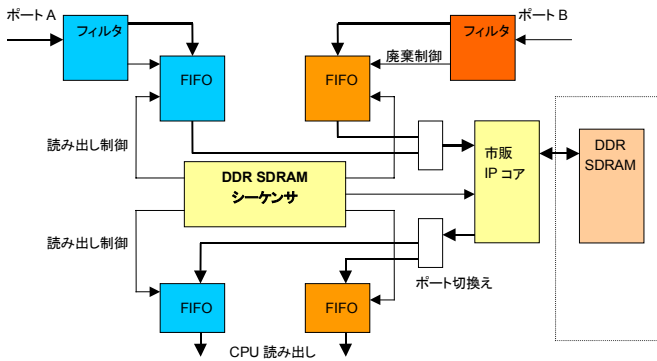 ポート A
ポート B
フィルタ
フィルタ
廃棄制御
FIFO
FIFO
読み出し制御
市販
IP コア
DDR
SDRAM
DDR SDRAM
シーケンサ
読み出し制御
ポート切換え
FIFO
FIFO
CPU 読み出し